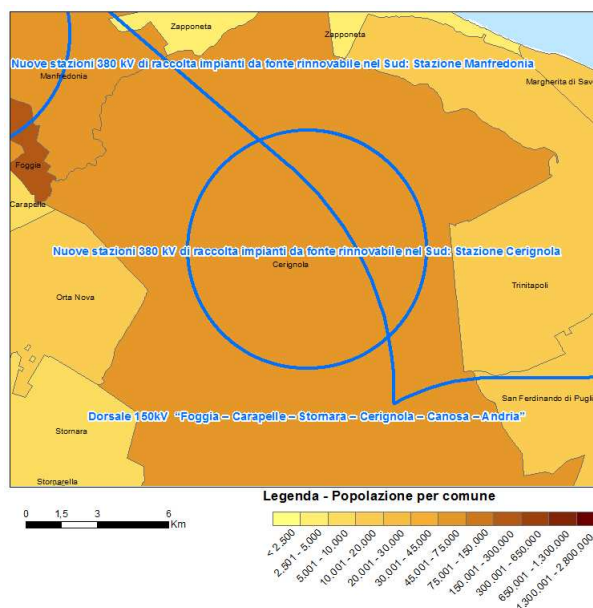 Zapponeta
Zapponeta
Nuove stazioni 380 kV di raccolta impianti da fonte rinnovabile nel Sud: Stazione Manfredonia
Manfredonia
Margherita di Savo
Foggia
Carapelle
Nuove stazioni 380 kV di raccolta impianti da fonte rinnovabile nel Sud: Stazione Cerignola
Cerignola
Orta Nova
Trinitapoli
San Ferdinando di Pugli
Dorsale 150kV "Foggia – Carapelle – Stornara – Cerignola – Canosa – Andria"
Stornara
Stornarella
Legenda - Popolazione per comune
0 1,5 3 6
Km
< 2.500
2.501 - 5.000
5.001 - 10.000
10.001 - 20.000
20.001 - 30.000
30.001 - 45.000
45.001 - 75.000
75.001 - 150.000
150.001 - 300.000
300.001 - 650.000
650.001 - 1.300.000
1.300.001 - 2.800.000